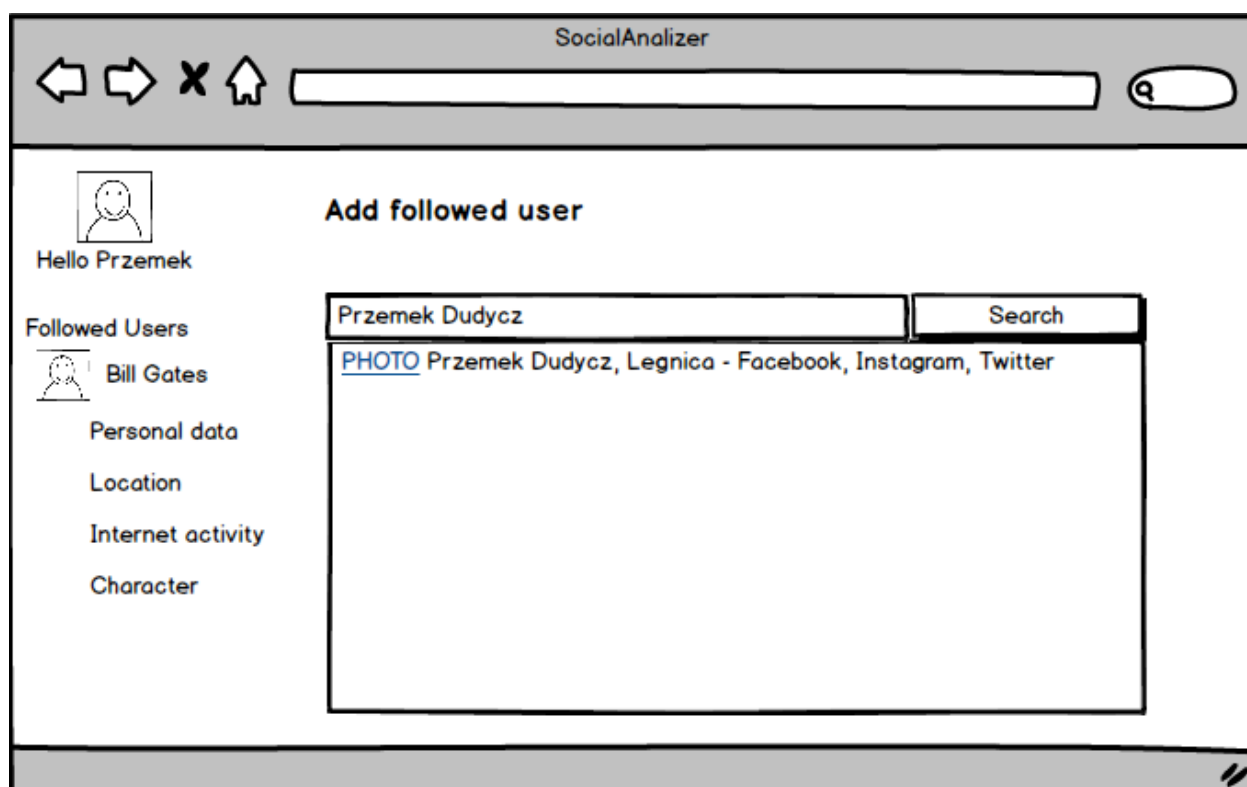 SocialAnalizer
Hello Przemek
Followed Users
Bill Gates
Personal data
Location
Internet activity
Character
Add followed user
Przemek Dudycz
Search
PHOTO Przemek Dudycz, Legnica - Facebook, Instagram, Twitter